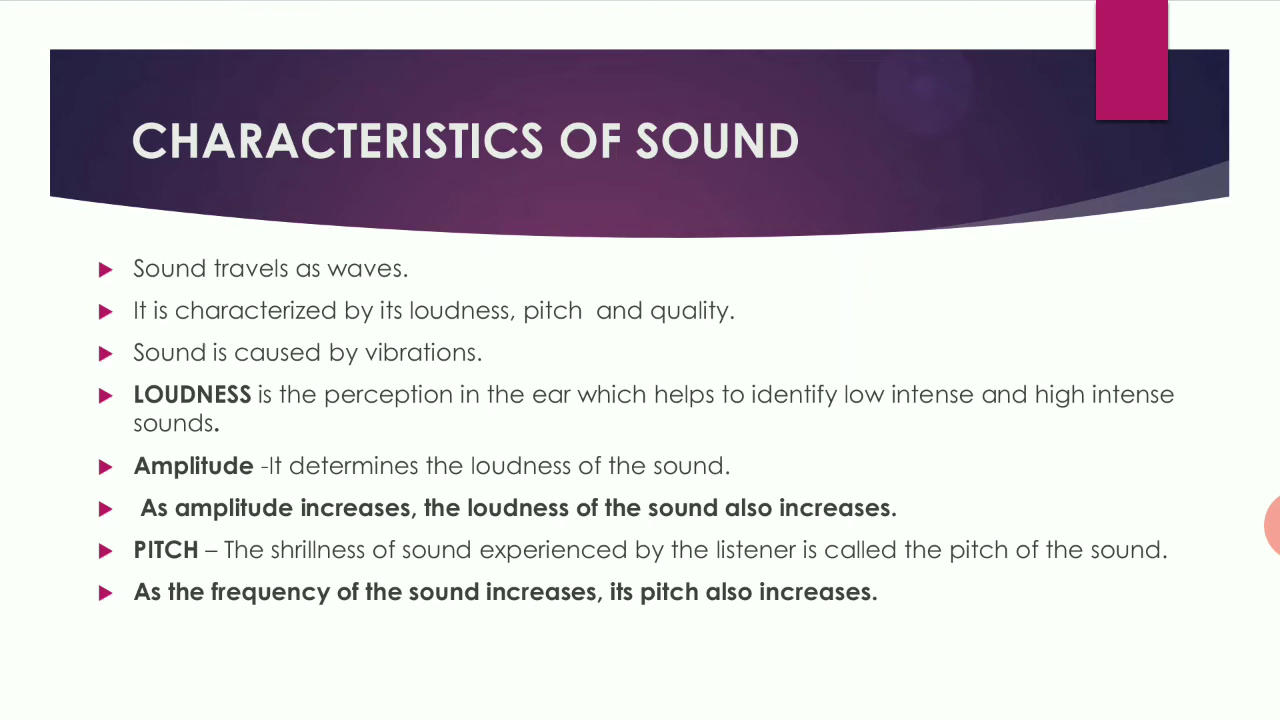 CHARACTERISTICS OF SOUND
Sound travels as waves.
It is characterized by its loudness, pitch  and quality.
Sound is caused by vibrations.
LOUDNESS is the perception in the ear which helps to identify low intense and high intense
sounds.
Amplitude -It determines the loudness of the sound.
As amplitude increases, the loudness of the sound also increases.
PITCH – The shrillness of sound experienced by the listener is called the pitch of the sound.
As the frequency of the sound increases, its pitch also increases.